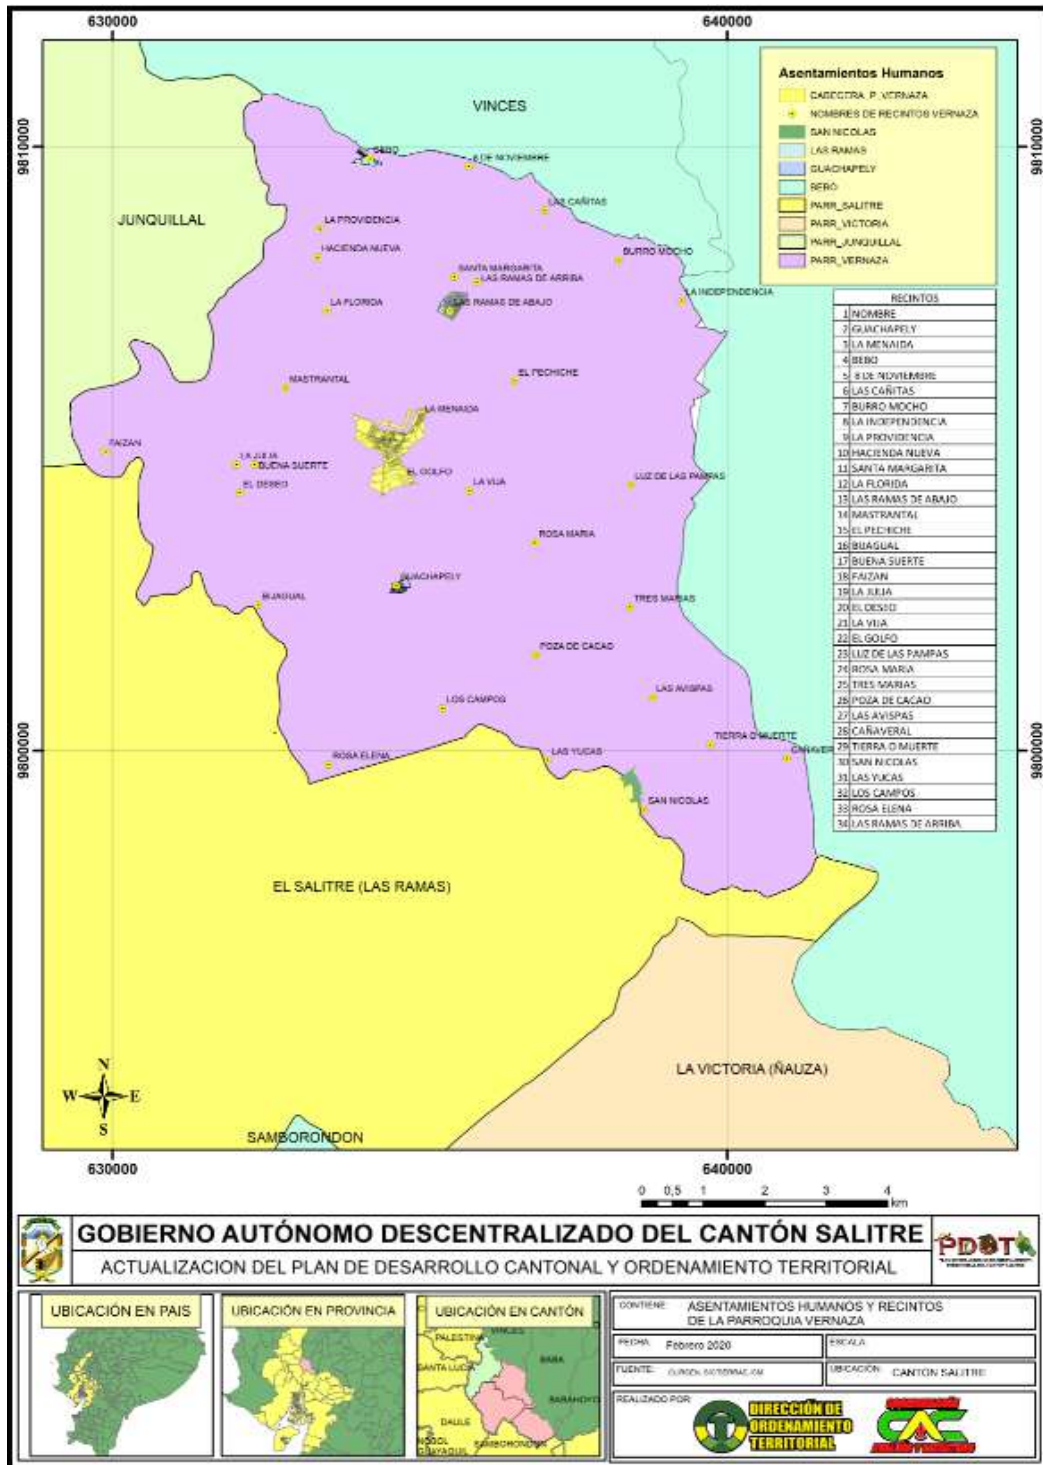 630000
640000
9810000
9810000
9800000
9800000
VINCES
JUNQUILLAL
BEBO
8 DE NOVIEMBRE
LAS CAÑITAS
LA PROVIDENCIA
HACIENDA NUEVA
BURRO MOCHO
SANTA MARGARITA
LAS RAMAS DE ARRIBA
LA INDEPENDENCIA
LA FLORIDA
LAS RAMAS DE ABAJO
MASTRANTAL
EL PECHICHE
LA MENAIDA
FAIZAN
LA JULIA
BUENA SUERTE
EL GOLFO
EL DESEO
LA VIJA
LUZ DE LAS PAMPAS
ROSA MARIA
GUACHAPELY
BIJAGUAL
TRES MARIAS
POZA DE CACAO
LAS AVISPAS
LOS CAMPOS
TIERRA O MUERTE
CAÑAVER
ROSA ELENA
LAS YUCAS
SAN NICOLAS
EL SALITRE (LAS RAMAS)
LA VICTORIA (ÑAUZA)
SAMBORONDON
Asentamientos Humanos
CABECERA_P_VERNAZA
NOMBRES DE RECINTOS VERNAZA
SAN NICOLAS
LAS RAMAS
GUACHAPELY
BEBO
PARR_SALITRE
PARR_VICTORIA
PARR_JUNQUILLAL
PARR_VERNAZA
RECINTOS
1 NOMBRE
2 GUACHAPELY
3 LA MENAIDA
4 BEBO
5 8 DE NOVIEMBRE
6 LAS CAÑITAS
7 BURRO MOCHO
8 LA INDEPENDENCIA
9 LA PROVIDENCIA
10 HACIENDA NUEVA
11 SANTA MARGARITA
12 LA FLORIDA
13 LAS RAMAS DE ABAJO
14 MASTRANTAL
15 EL PECHICHE
16 BIJAGUAL
17 BUENA SUERTE
18 FAIZAN
19 LA JULIA
20 EL DESEO
21 LA VIJA
22 EL GOLFO
23 LUZ DE LAS PAMPAS
24 ROSA MARIA
25 TRES MARIAS
26 POZA DE CACAO
27 LAS AVISPAS
28 CAÑAVERAL
29 TIERRA O MUERTE
30 SAN NICOLAS
31 LAS YUCAS
32 LOS CAMPOS
33 ROSA ELENA
34 LAS RAMAS DE ARRIBA
N
W E
S
630000
640000
0 0,5 1 2 3 4
km
GOBIERNO AUTÓNOMO DESCENTRALIZADO DEL CANTÓN SALITRE
ACTUALIZACION DEL PLAN DE DESARROLLO CANTONAL Y ORDENAMIENTO TERRITORIAL
PDOT
UBICACIÓN EN PAIS
UBICACIÓN EN PROVINCIA
UBICACIÓN EN CANTÓN
PALESTINA
VINCES
SANTA LUCIA
BABA
BABAHOYO
DAULE
NOBOL
GUAYAQUIL
SAMBORONDON
CONTIENE: ASENTAMIENTOS HUMANOS Y RECINTOS
DE LA PARROQUIA VERNAZA
FECHA: Febrero 2020
ESCALA:
FUENTE:
UBICACIÓN: CANTÓN SALITRE
REALIZADO POR:
DIRECCIÓN DE
ORDENAMIENTO
TERRITORIAL